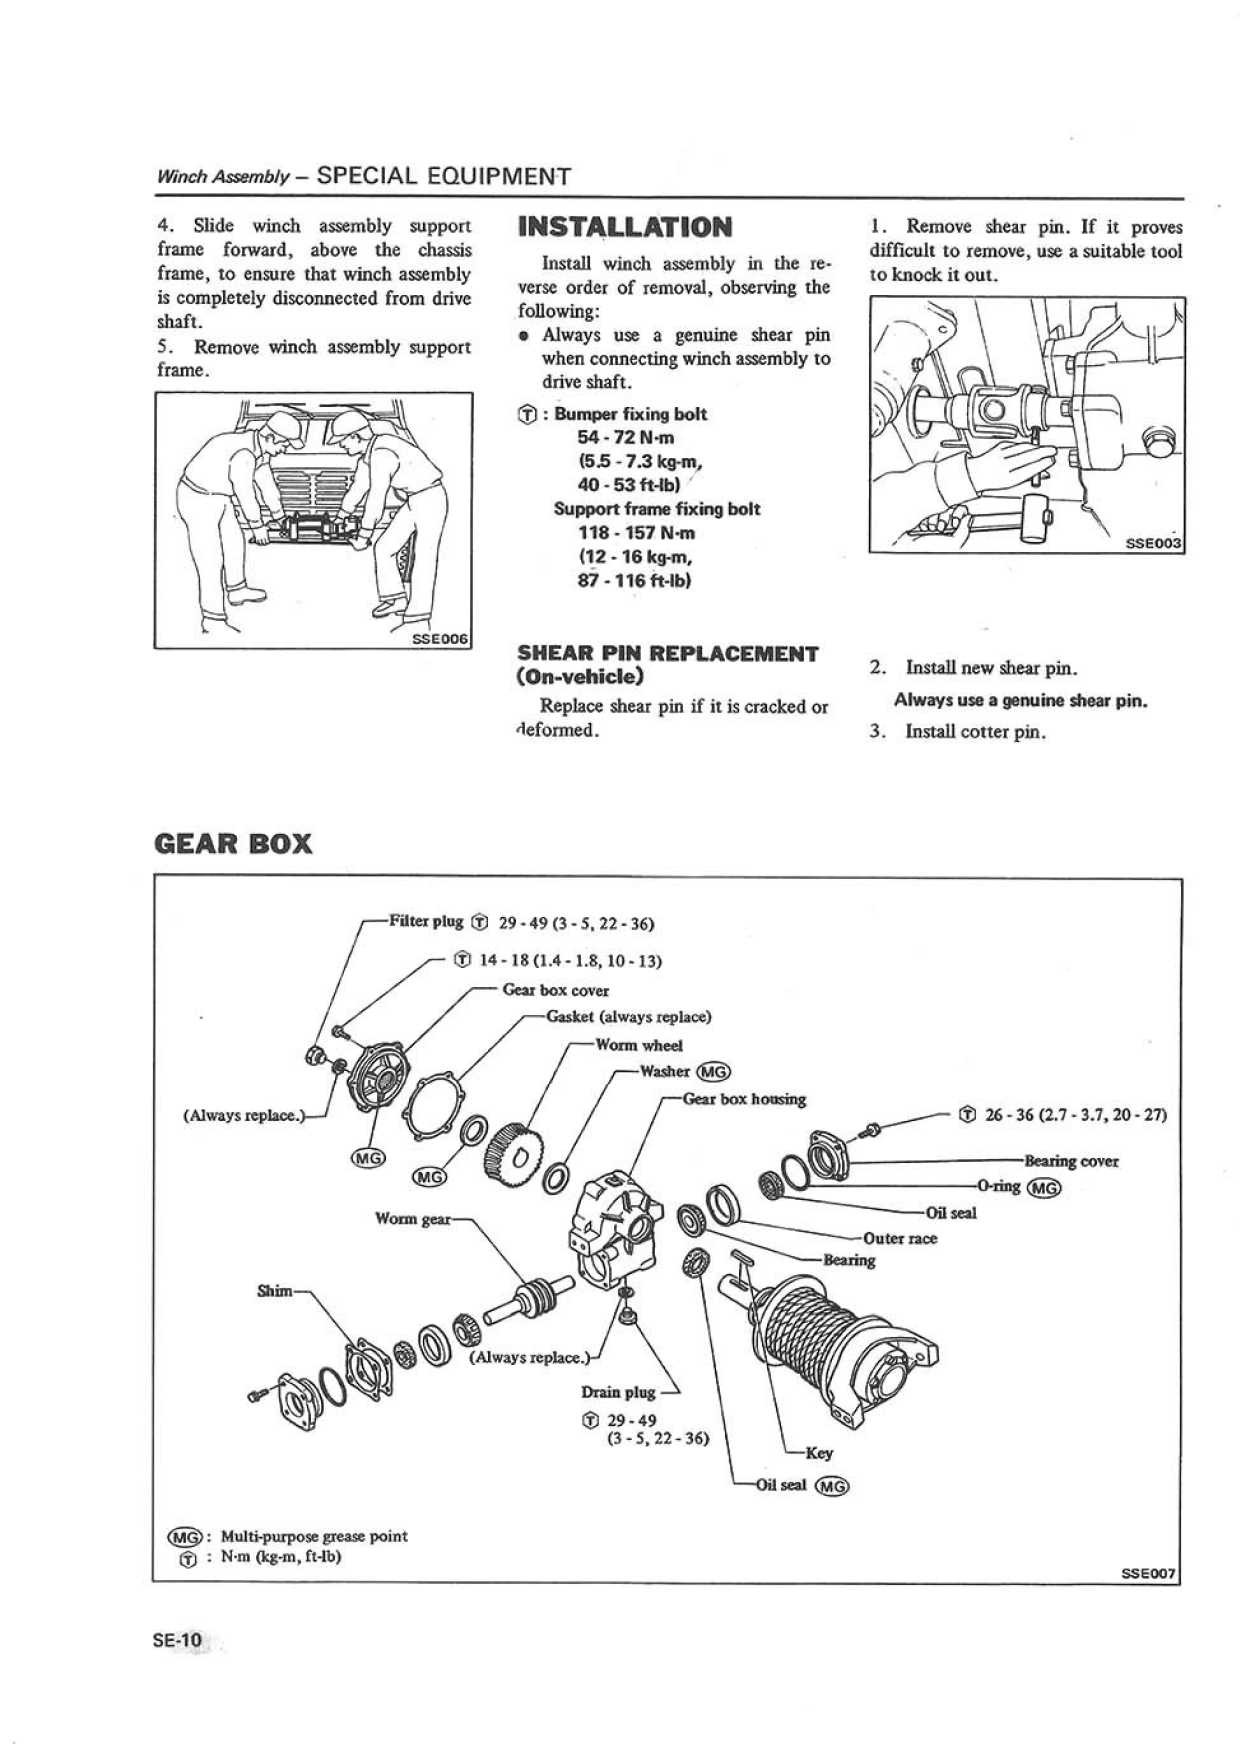 Winch Assembly – SPECIAL EQUIPMENT
4. Slide winch assembly support
frame forward, above the chassis
frame, to ensure that winch assembly
is completely disconnected from drive
shaft.
5. Remove winch assembly support
frame.
SSE006
INSTALLATION
Install winch assembly in the re-
verse order of removal, observing the
following:
● Always use a genuine shear pin
when connecting winch assembly to
drive shaft.
Ⓣ : Bumper fixing bolt
54 - 72 N·m
(5.5 - 7.3 kg-m,
40 - 53 ft-lb)
Support frame fixing bolt
118 - 157 N·m
(12 - 16 kg-m,
87 - 116 ft-lb)
SHEAR PIN REPLACEMENT
(On-vehicle)
Replace shear pin if it is cracked or
deformed.
1. Remove shear pin. If it proves
difficult to remove, use a suitable tool
to knock it out.
SSE003
2. Install new shear pin.
Always use a genuine shear pin.
3. Install cotter pin.
GEAR BOX
Filter plug Ⓣ 29 - 49 (3 - 5, 22 - 36)
Ⓣ 14 - 18 (1.4 - 1.8, 10 - 13)
Gear box cover
Gasket (always replace)
Worm wheel
Washer MG
Gear box housing
(Always replace.)
Ⓣ 26 - 36 (2.7 - 3.7, 20 - 27)
MG
MG
Bearing cover
O-ring MG
Oil seal
Worm gear
Outer race
Bearing
Shim
(Always replace.)
Drain plug
Ⓣ 29 - 49
(3 - 5, 22 - 36)
Key
Oil seal MG
MG : Multi-purpose grease point
Ⓣ : N·m (kg-m, ft-lb)
SSE007
SE-10